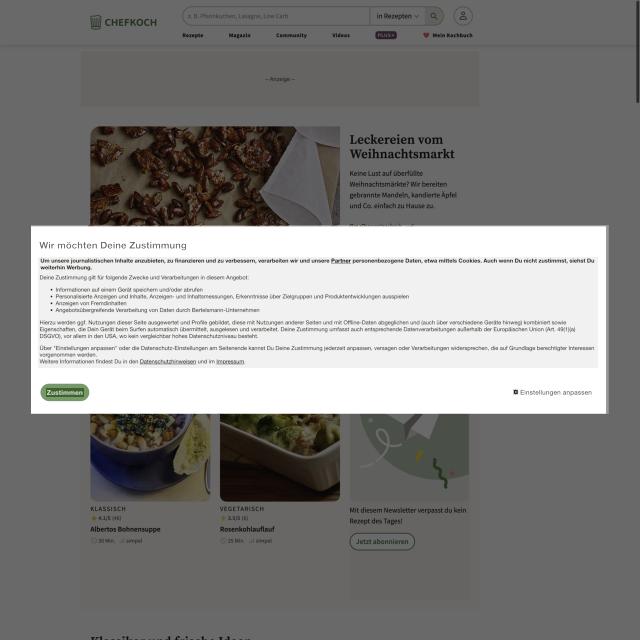 CHEFKOCH
z. B. Pfannkuchen, Lasagne, Low Carb
in Rezepten
Rezepte
Magazin
Community
Videos
PLUS+
Mein Kochbuch
– Anzeige –
Leckereien vom
Weihnachtsmarkt
Keine Lust auf überfüllte
Weihnachtsmärkte? Wir bereiten
gebrannte Mandeln, kandierte Äpfel
und Co. einfach zu Hause zu.
Wir möchten Deine Zustimmung
Um unsere journalistischen Inhalte anzubieten, zu finanzieren und zu verbessern, verarbeiten wir und unsere Partner personenbezogene Daten, etwa mittels Cookies. Auch wenn Du nicht zustimmst, siehst Du
weiterhin Werbung.
Deine Zustimmung gilt für folgende Zwecke und Verarbeitungen in diesem Angebot:
• Informationen auf einem Gerät speichern und/oder abrufen
• Personalisierte Anzeigen und Inhalte, Anzeigen- und Inhaltsmessungen, Erkenntnisse über Zielgruppen und Produktentwicklungen ausspielen
• Anzeigen von Fremdinhalten
• Angebotsübergreifende Verarbeitung von Daten durch Bertelsmann-Unternehmen
Hierzu werden ggf. Nutzungen dieser Seite ausgewertet und Profile gebildet, diese mit Nutzungen anderer Seiten und mit Offline-Daten abgeglichen und (auch über verschiedene Geräte hinweg) kombiniert sowie
Eigenschaften, die Dein Gerät beim Surfen automatisch übermittelt, ausgelesen und verarbeitet. Deine Zustimmung umfasst auch entsprechende Datenverarbeitungen außerhalb der Europäischen Union (Art. 49(1)(a)
DSGVO), vor allem in den USA, wo kein vergleichbar hohes Datenschutzniveau besteht.
Über "Einstellungen anpassen" oder die Datenschutz-Einstellungen am Seitenende kannst Du Deine Zustimmung jederzeit anpassen, versagen oder Verarbeitungen widersprechen, die auf Grundlage berechtigter Interessen
vorgenommen werden.
Weitere Informationen findest Du in den Datenschutzhinweisen und im Impressum.
Zustimmen
Einstellungen anpassen
KLASSISCH
4.1/5 (46)
Albertos Bohnensuppe
30 Min. simpel
VEGETARISCH
3.3/5 (6)
Rosenkohlauflauf
25 Min. simpel
Mit diesem Newsletter verpasst du kein
Rezept des Tages!
Jetzt abonnieren
Klassiker und frische Ideen